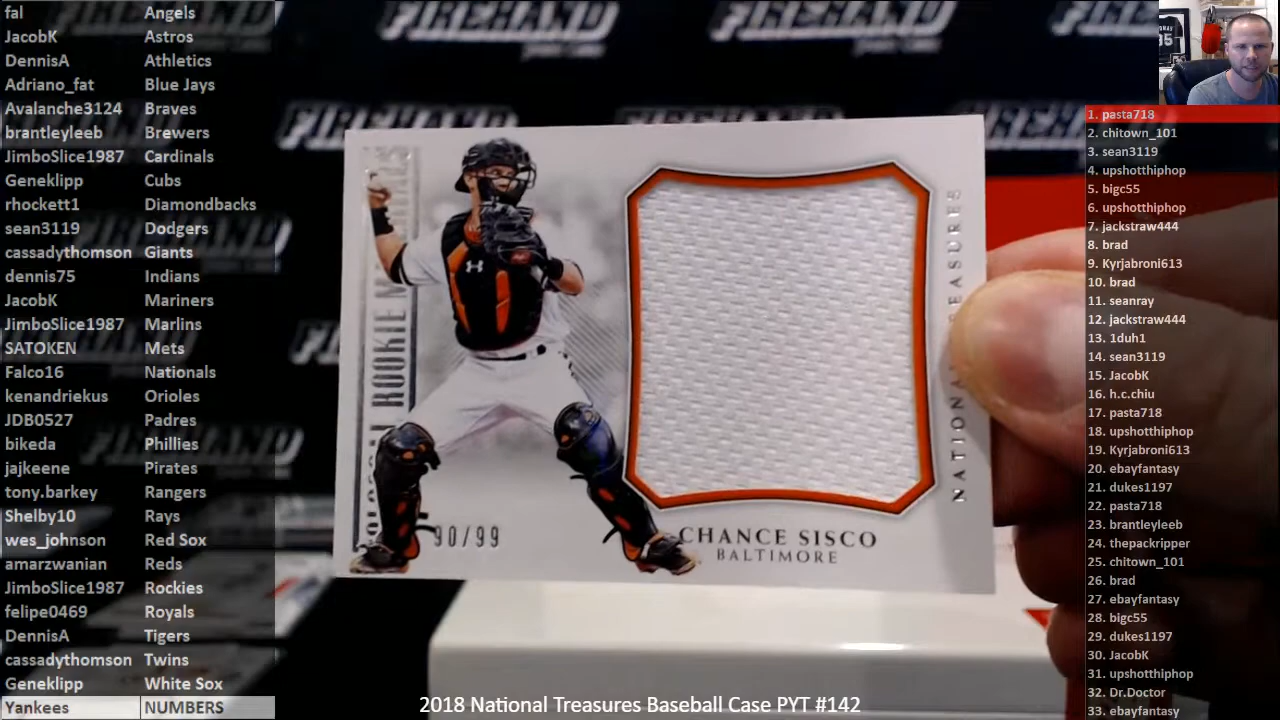 fal Angels
JacobK Astros
DennisA Athletics
Adriano_fat Blue Jays
Avalanche3124 Braves
brantleyleeb Brewers
JimboSlice1987 Cardinals
Geneklipp Cubs
rhockett1 Diamondbacks
sean3119 Dodgers
cassadythomson Giants
dennis75 Indians
JacobK Mariners
JimboSlice1987 Marlins
SATOKEN Mets
Falco16 Nationals
kenandriekus Orioles
JDB0527 Padres
bikeda Phillies
jajkeene Pirates
tony.barkey Rangers
Shelby10 Rays
wes_johnson Red Sox
amarzwanian Reds
JimboSlice1987 Rockies
felipe0469 Royals
DennisA Tigers
cassadythomson Twins
Geneklipp White Sox
Yankees NUMBERS
FIREHAND
FIREHAND
FIREHAND
ROOKIE
90/99
CHANCE SISCO
BALTIMORE
NATIONAL TREASURES
2018 National Treasures Baseball Case PYT #142
1. pasta718
2. chitown_101
3. sean3119
4. upshotthiphop
5. bigc55
6. upshotthiphop
7. jackstraw444
8. brad
9. Kyrjabroni613
10. brad
11. seanray
12. jackstraw444
13. 1duh1
14. sean3119
15. JacobK
16. h.c.chiu
17. pasta718
18. upshotthiphop
19. Kyrjabroni613
20. ebayfantasy
21. dukes1197
22. pasta718
23. brantleyleeb
24. thepackripper
25. chitown_101
26. brad
27. ebayfantasy
28. bigc55
29. dukes1197
30. JacobK
31. upshotthiphop
32. Dr.Doctor
33. ebayfantasy